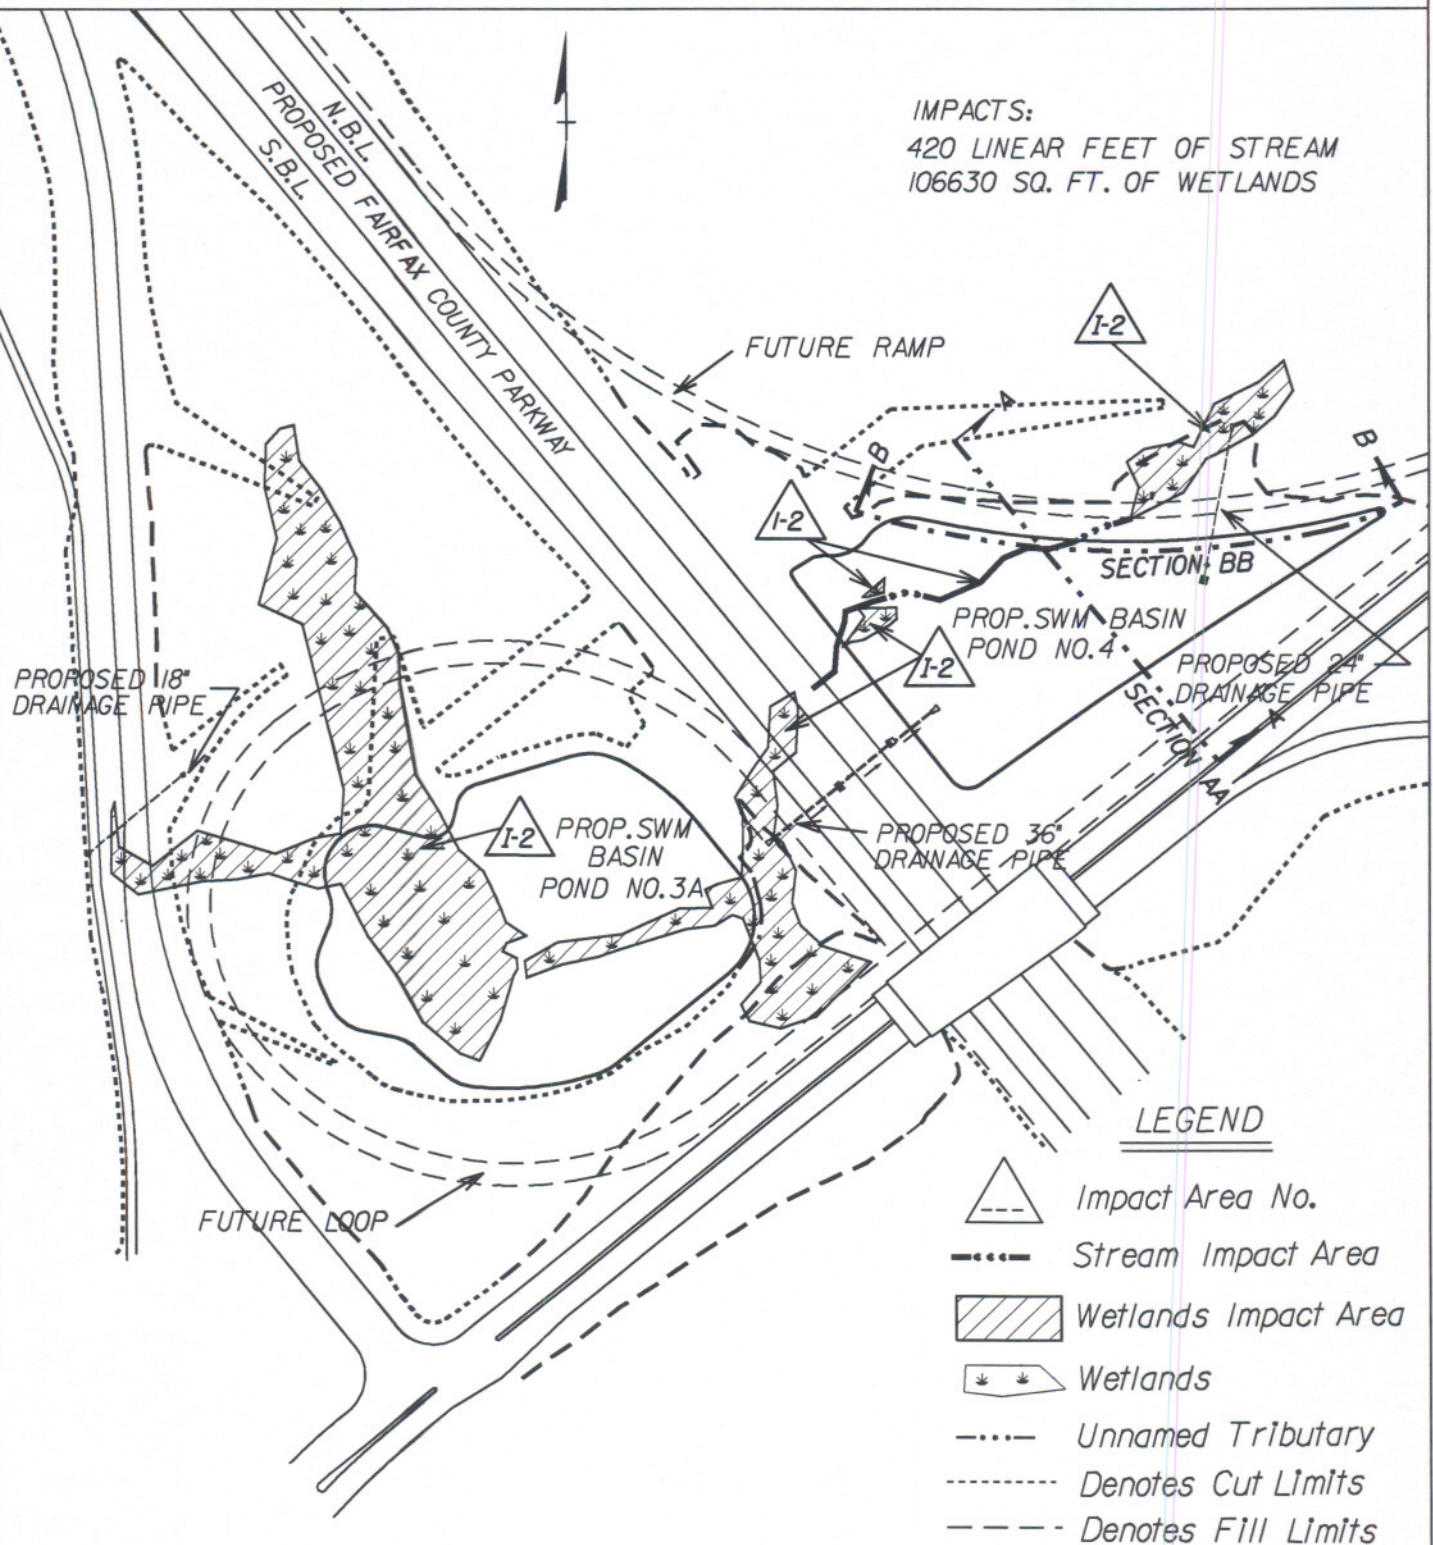 IMPACTS:
420 LINEAR FEET OF STREAM
106630 SQ. FT. OF WETLANDS
N.B.L.
PROPOSED FAIRFAX COUNTY PARKWAY
S.B.L.
FUTURE RAMP
I-2
A
B
B
I-2
SECTION BB
PROP. SWM BASIN
POND NO. 4
I-2
PROPOSED 24"
DRAINAGE PIPE
PROPOSED 18"
DRAINAGE PIPE
SECTION AA
A
I-2
PROP. SWM
BASIN
POND NO. 3A
PROPOSED 36"
DRAINAGE PIPE
FUTURE LOOP
LEGEND
Impact Area No.
Stream Impact Area
Wetlands Impact Area
Wetlands
Unnamed Tributary
Denotes Cut Limits
Denotes Fill Limits